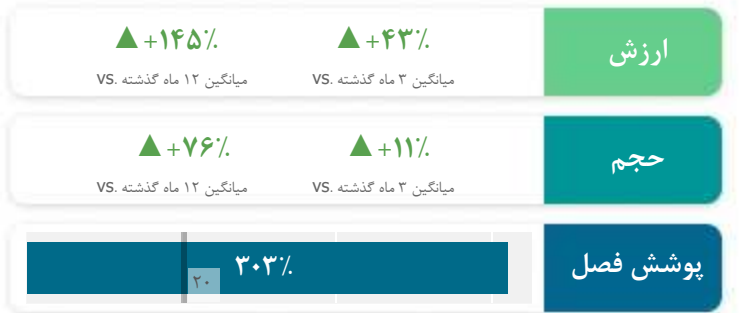 ارزش
+۴۳٪ ▲ +۱۴۵٪ ▲
میانگین ۳ ماه گذشته .VS میانگین ۱۲ ماه گذشته .VS
حجم
+۱۱٪ ▲ +۷۶٪ ▲
میانگین ۳ ماه گذشته .VS میانگین ۱۲ ماه گذشته .VS
پوشش فصل
۳۰۳٪
۲۰